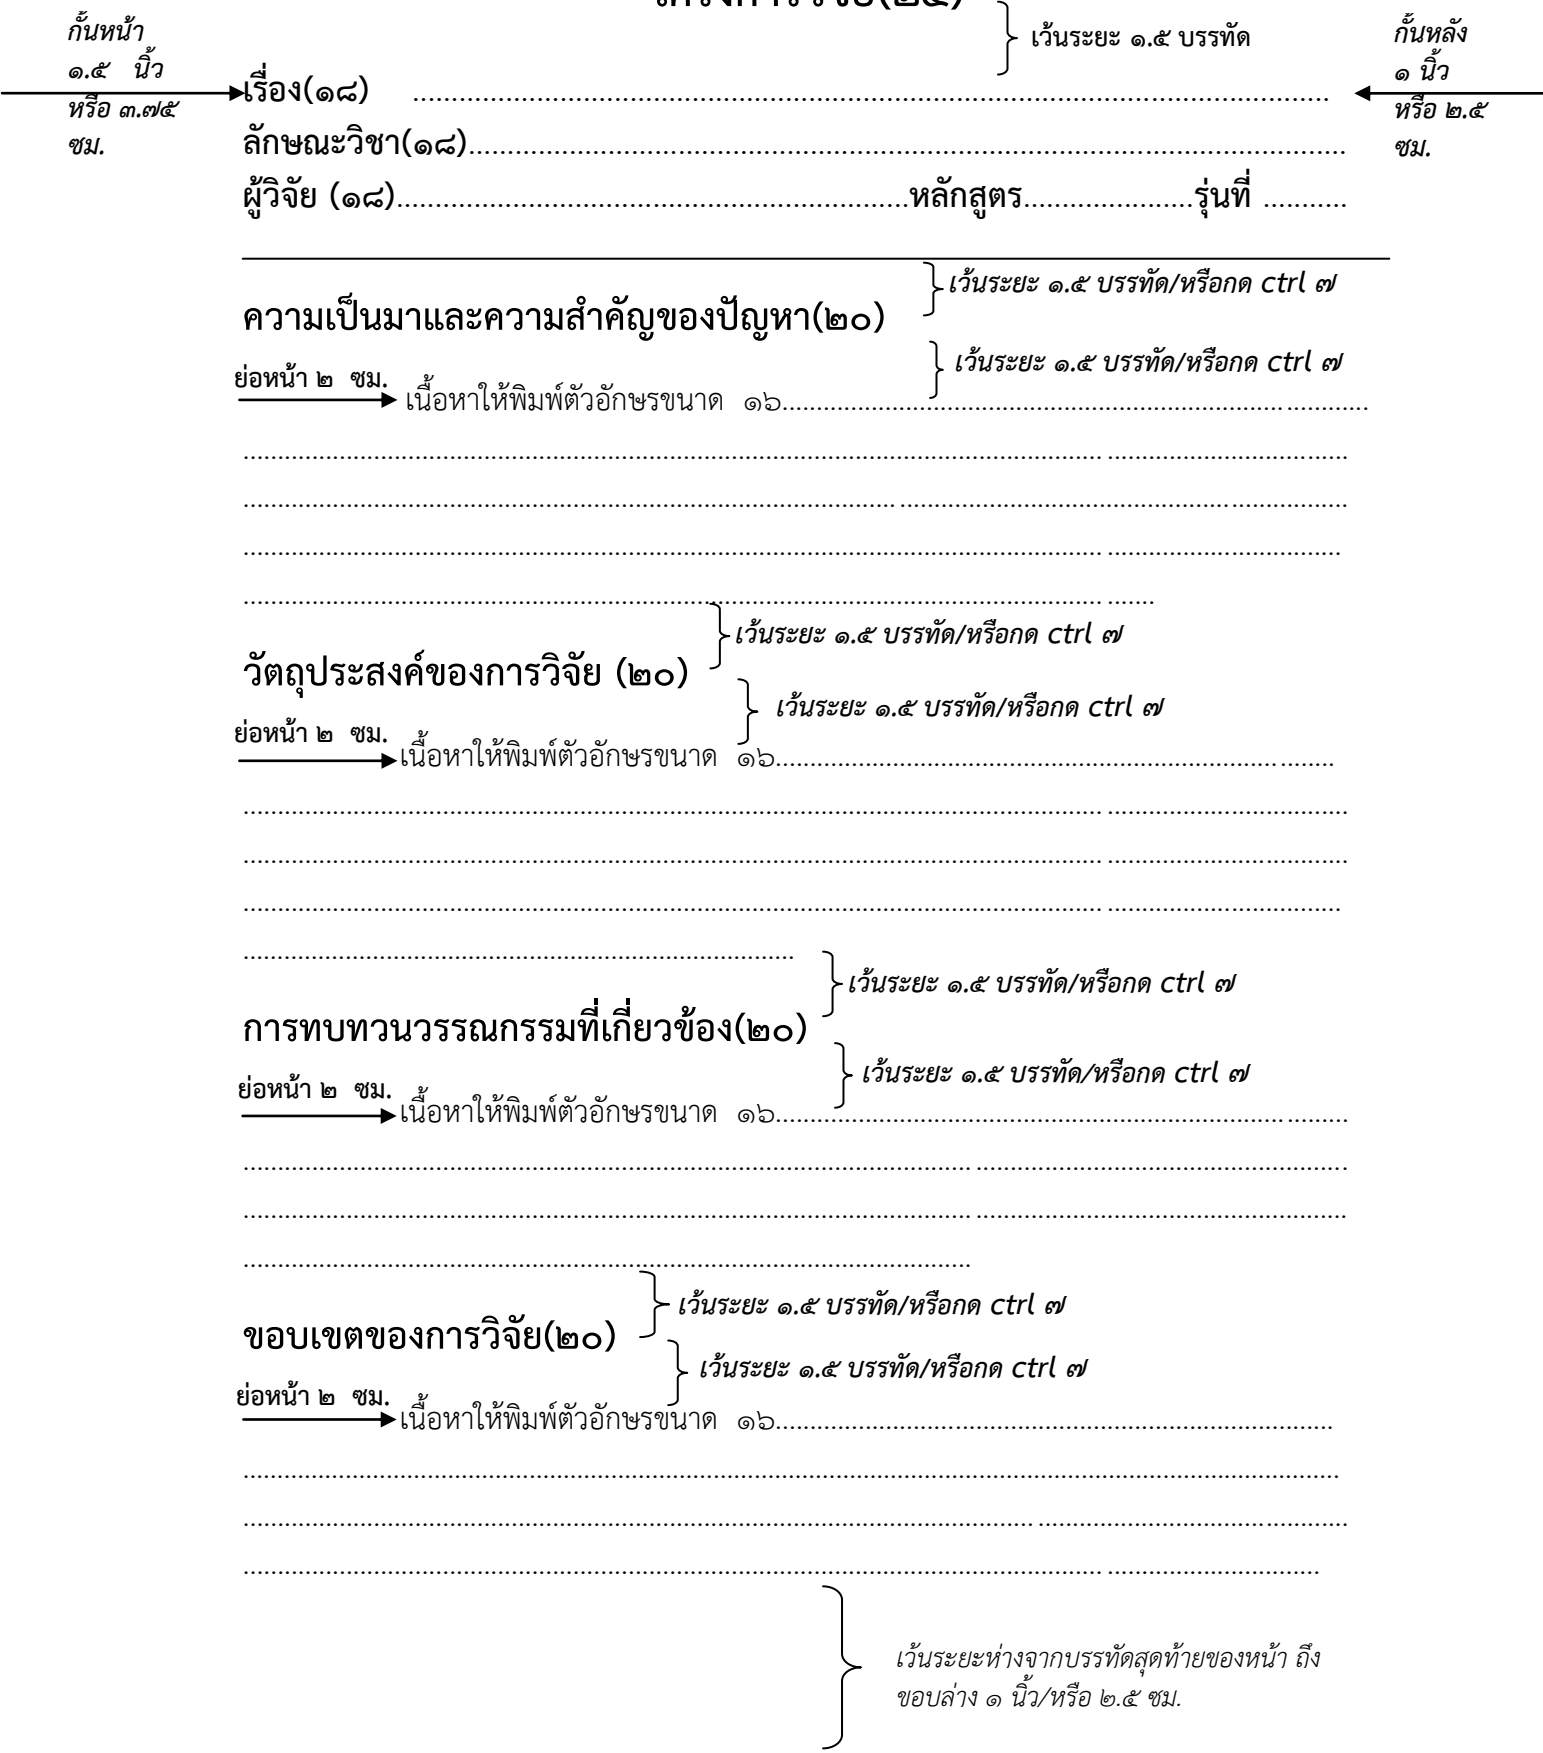 โครงการวิจัย(๒๔)
เว้นระยะ ๑.๕ บรรทัด
กั้นหน้า
๑.๕ นิ้ว
หรือ ๓.๗๕
ซม.
กั้นหลัง
๑ นิ้ว
หรือ ๒.๕
ซม.
เรื่อง(๑๘) ........................................................................................................................
ลักษณะวิชา(๑๘)..................................................................................................................
ผู้วิจัย (๑๘)..................................................................หลักสูตร......................รุ่นที่ ...........
เว้นระยะ ๑.๕ บรรทัด/หรือกด ctrl ๗
ความเป็นมาและความสำคัญของปัญหา(๒๐)
เว้นระยะ ๑.๕ บรรทัด/หรือกด ctrl ๗
ย่อหน้า ๒ ซม.
เนื้อหาให้พิมพ์ตัวอักษรขนาด ๑๖.....................................................................................
เว้นระยะ ๑.๕ บรรทัด/หรือกด ctrl ๗
วัตถุประสงค์ของการวิจัย (๒๐)
เว้นระยะ ๑.๕ บรรทัด/หรือกด ctrl ๗
ย่อหน้า ๒ ซม.
เนื้อหาให้พิมพ์ตัวอักษรขนาด ๑๖.................................................................................
เว้นระยะ ๑.๕ บรรทัด/หรือกด ctrl ๗
การทบทวนวรรณกรรมที่เกี่ยวข้อง(๒๐)
เว้นระยะ ๑.๕ บรรทัด/หรือกด ctrl ๗
ย่อหน้า ๒ ซม.
เนื้อหาให้พิมพ์ตัวอักษรขนาด ๑๖...................................................................................
เว้นระยะ ๑.๕ บรรทัด/หรือกด ctrl ๗
ขอบเขตของการวิจัย(๒๐)
เว้นระยะ ๑.๕ บรรทัด/หรือกด ctrl ๗
ย่อหน้า ๒ ซม.
เนื้อหาให้พิมพ์ตัวอักษรขนาด ๑๖.................................................................................
เว้นระยะห่างจากบรรทัดสุดท้ายของหน้า ถึง
ขอบล่าง ๑ นิ้ว/หรือ ๒.๕ ซม.